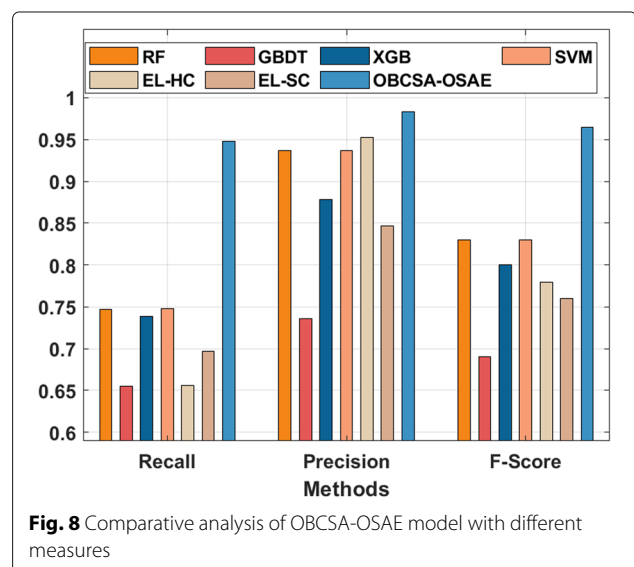 RF GBDT XGB SVM
EL-HC EL-SC OBCSA-OSAE
1
0.95
0.9
0.85
0.8
0.75
0.7
0.65
0.6
Recall Precision F-Score
Methods
Fig. 8 Comparative analysis of OBCSA-OSAE model with different
measures